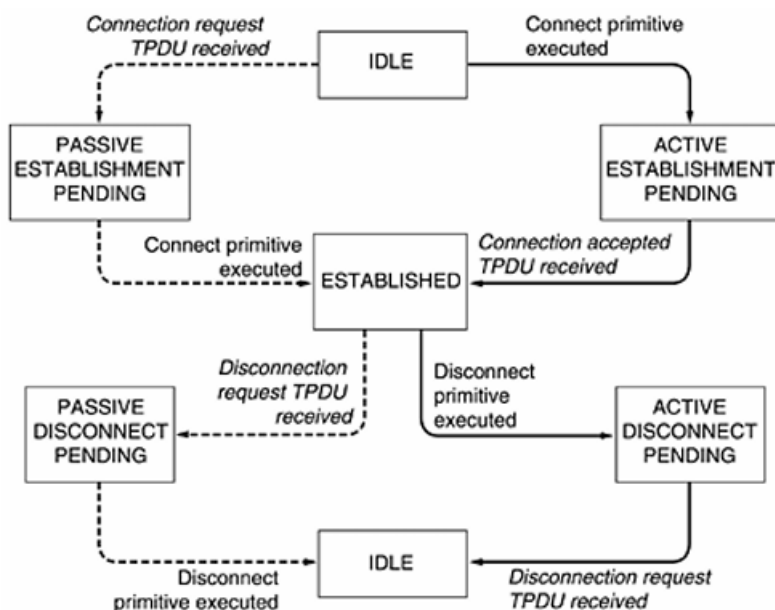 Connection request
TPDU received
IDLE
Connect primitive
executed
PASSIVE
ESTABLISHMENT
PENDING
ACTIVE
ESTABLISHMENT
PENDING
Connect primitive
executed
ESTABLISHED
Connection accepted
TPDU received
Disconnection
request TPDU
received
Disconnect
primitive
executed
PASSIVE
DISCONNECT
PENDING
ACTIVE
DISCONNECT
PENDING
Disconnect
primitive executed
IDLE
Disconnection request
TPDU received